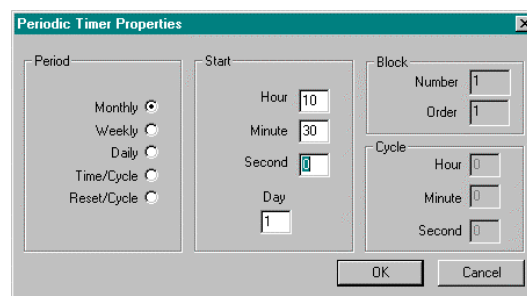 Periodic Timer Properties
Period
Monthly
Weekly
Daily
Time/Cycle
Reset/Cycle
Start
Hour 10
Minute 30
Second 0
Day
1
Block
Number 1
Order 1
Cycle
Hour 0
Minute 0
Second 0
OK
Cancel